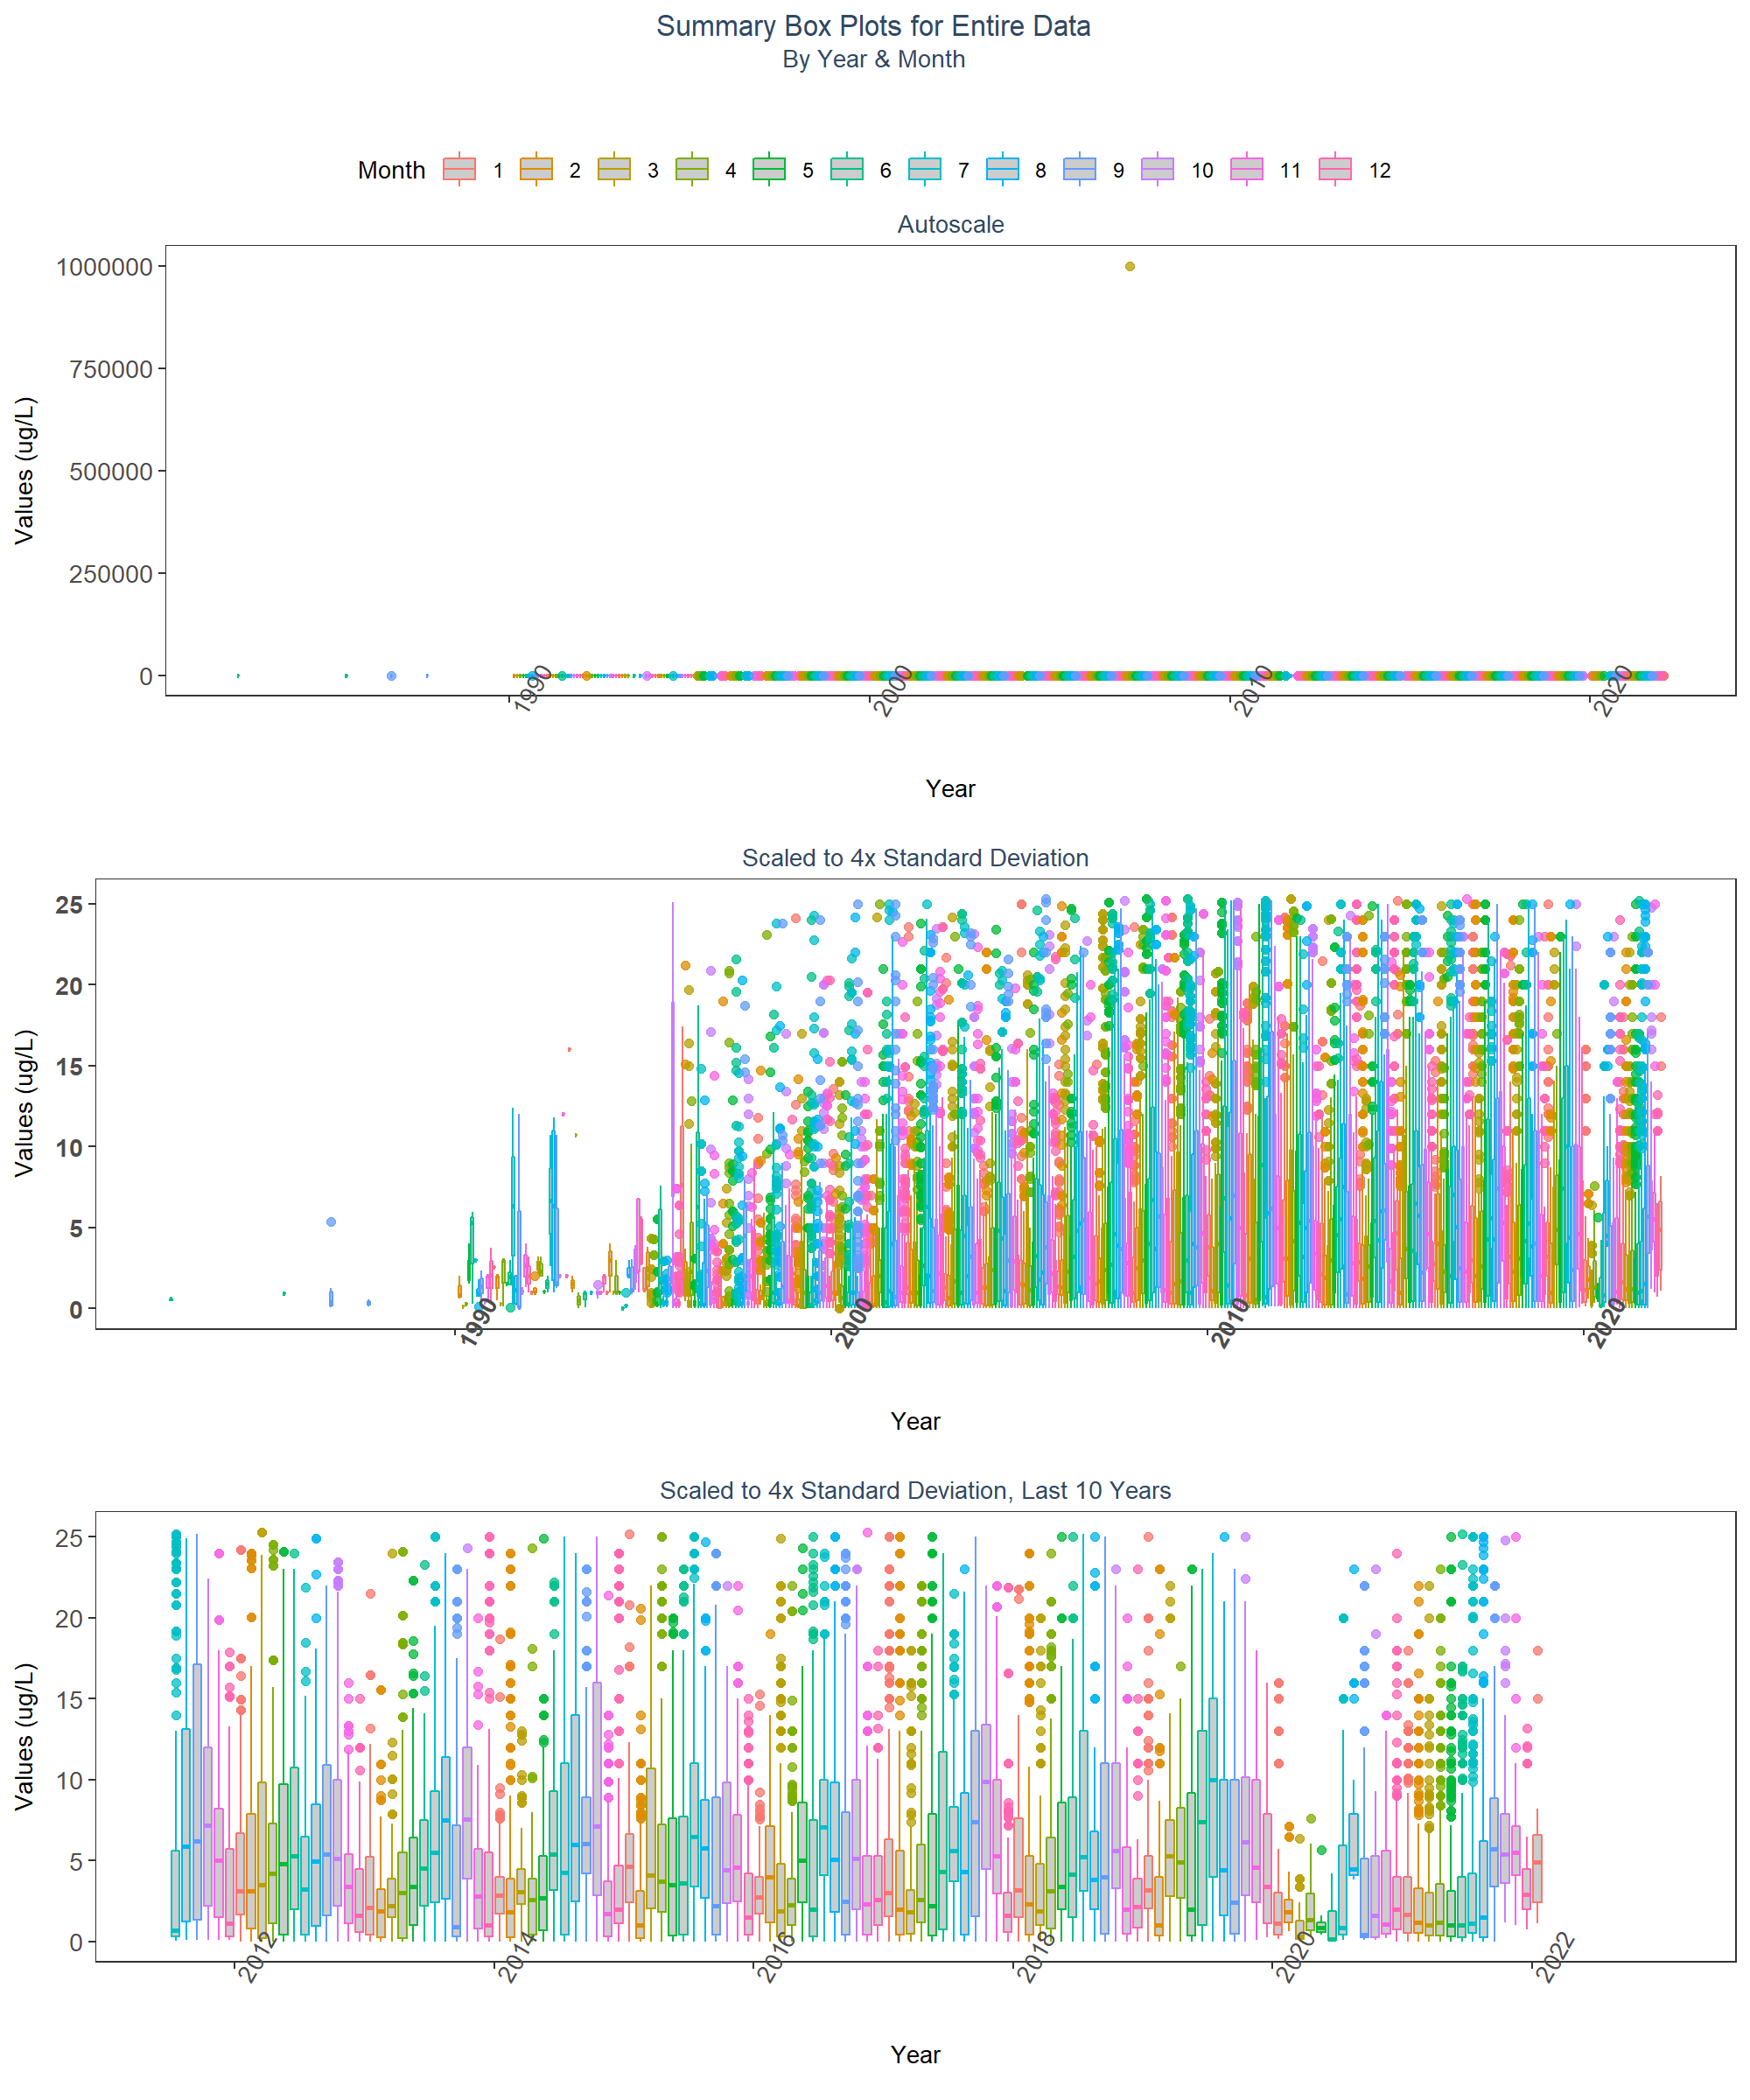 Summary Box Plots for Entire Data
By Year & Month
Month 1 2 3 4 5 6 7 8 9 10 11 12
Autoscale
Values (ug/L)
1000000
750000
500000
250000
0
1990 2000 2010 2020
Year
Scaled to 4x Standard Deviation
Values (ug/L)
25
20
15
10
5
0
1990 2000 2010 2020
Year
Scaled to 4x Standard Deviation, Last 10 Years
Values (ug/L)
25
20
15
10
5
0
2012 2014 2016 2018 2020 2022
Year